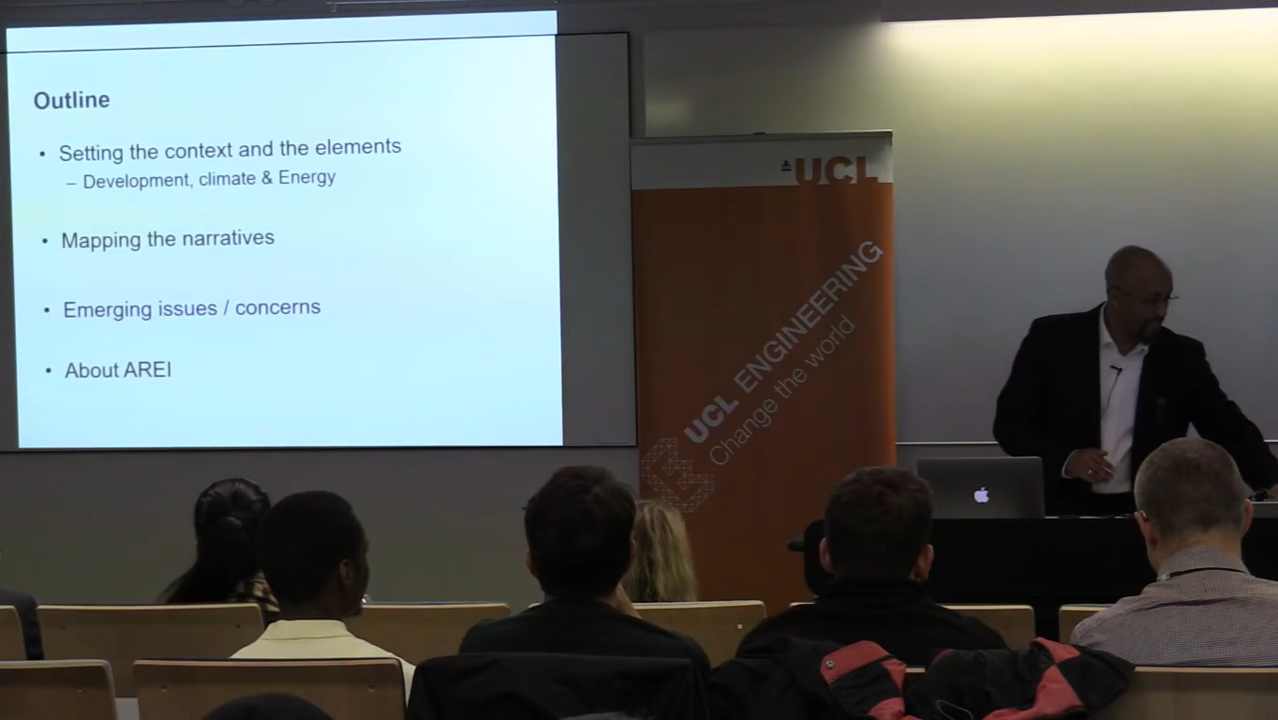 Outline
• Setting the context and the elements
– Development, climate & Energy
• Mapping the narratives
• Emerging issues / concerns
• About AREI
UCL
UCL ENGINEERING
Change the world